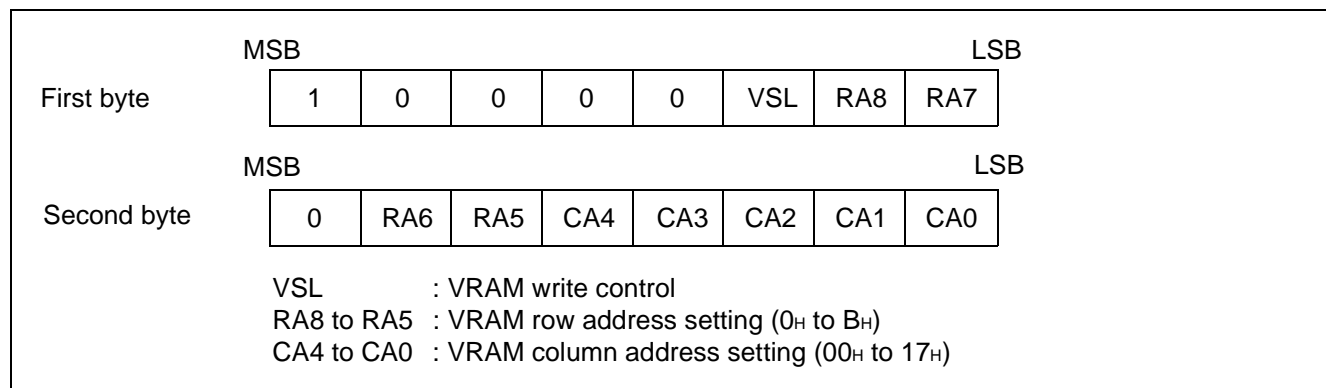 MSB LSB
First byte 1 0 0 0 0 VSL RA8 RA7
MSB LSB
Second byte 0 RA6 RA5 CA4 CA3 CA2 CA1 CA0
VSL : VRAM write control
RA8 to RA5 : VRAM row address setting (0H to BH)
CA4 to CA0 : VRAM column address setting (00H to 17H)